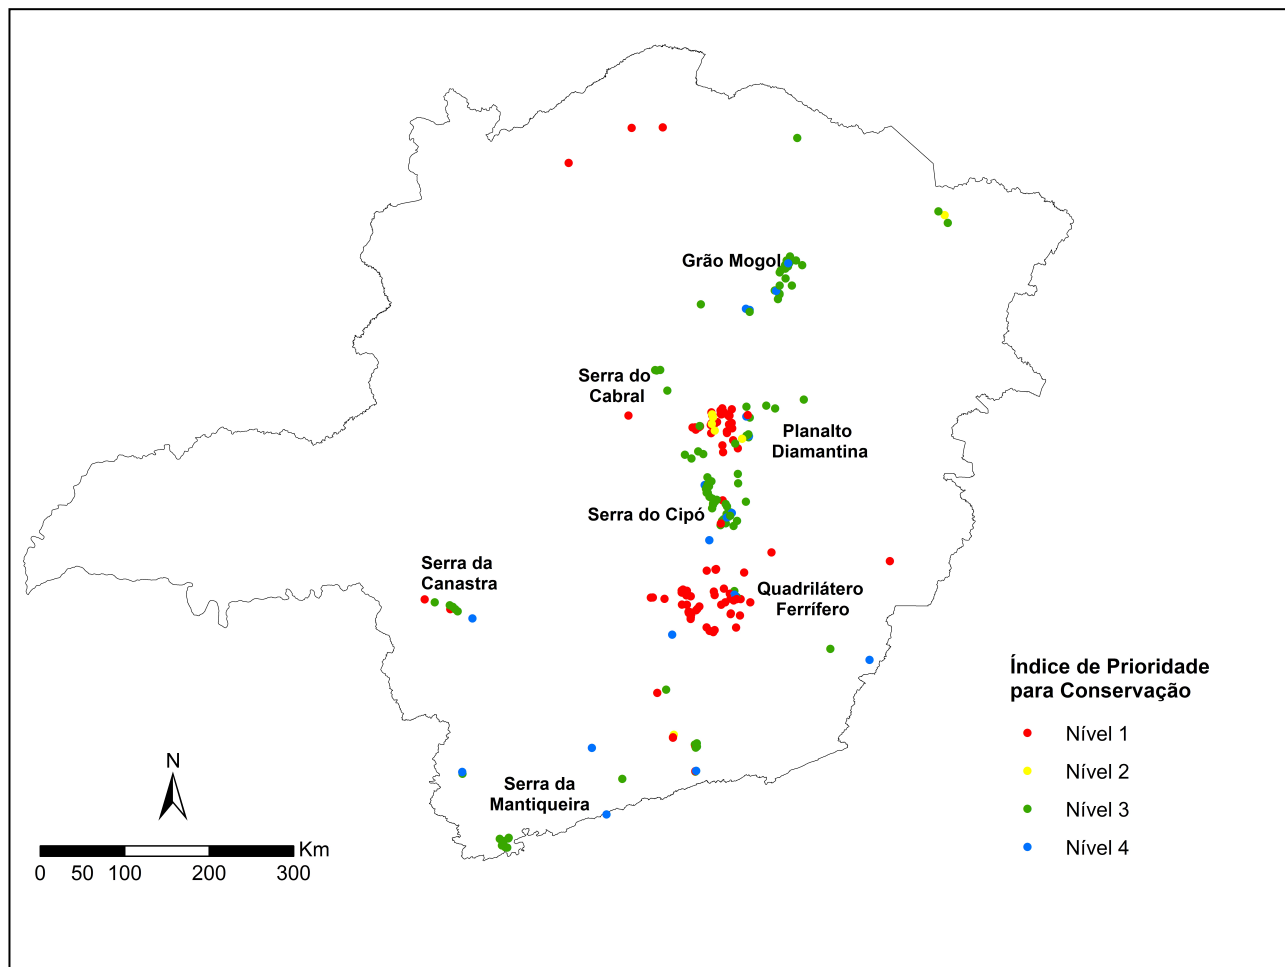 Grão Mogol
Serra do
Cabral
Planalto
Diamantina
Serra do Cipó
Serra da
Canastra
Quadrilátero
Ferrífero
Índice de Prioridade
para Conservação
Nível 1
Nível 2
Nível 3
Nível 4
N
Serra da
Mantiqueira
Km
0 50 100 200 300